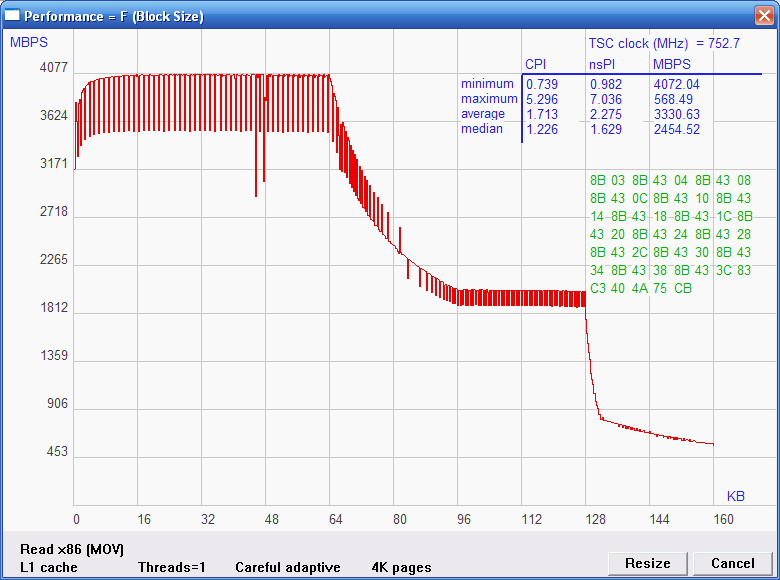 Performance = F (Block Size)
MBPS
TSC clock (MHz) = 752.7
CPI nsPI MBPS
minimum 0.739 0.982 4072.04
maximum 5.296 7.036 568.49
average 1.713 2.275 3330.63
median 1.226 1.629 2454.52
4077
3624
3171
2718
2265
1812
1359
906
453
8B 03 8B 43 04 8B 43 08
8B 43 0C 8B 43 10 8B 43
14 8B 43 18 8B 43 1C 8B
43 20 8B 43 24 8B 43 28
8B 43 2C 8B 43 30 8B 43
34 8B 43 38 8B 43 3C 83
C3 40 4A 75 CB
KB
0 16 32 48 64 80 96 112 128 144 160
Read x86 (MOV)
L1 cache Threads=1 Careful adaptive 4K pages
Resize Cancel